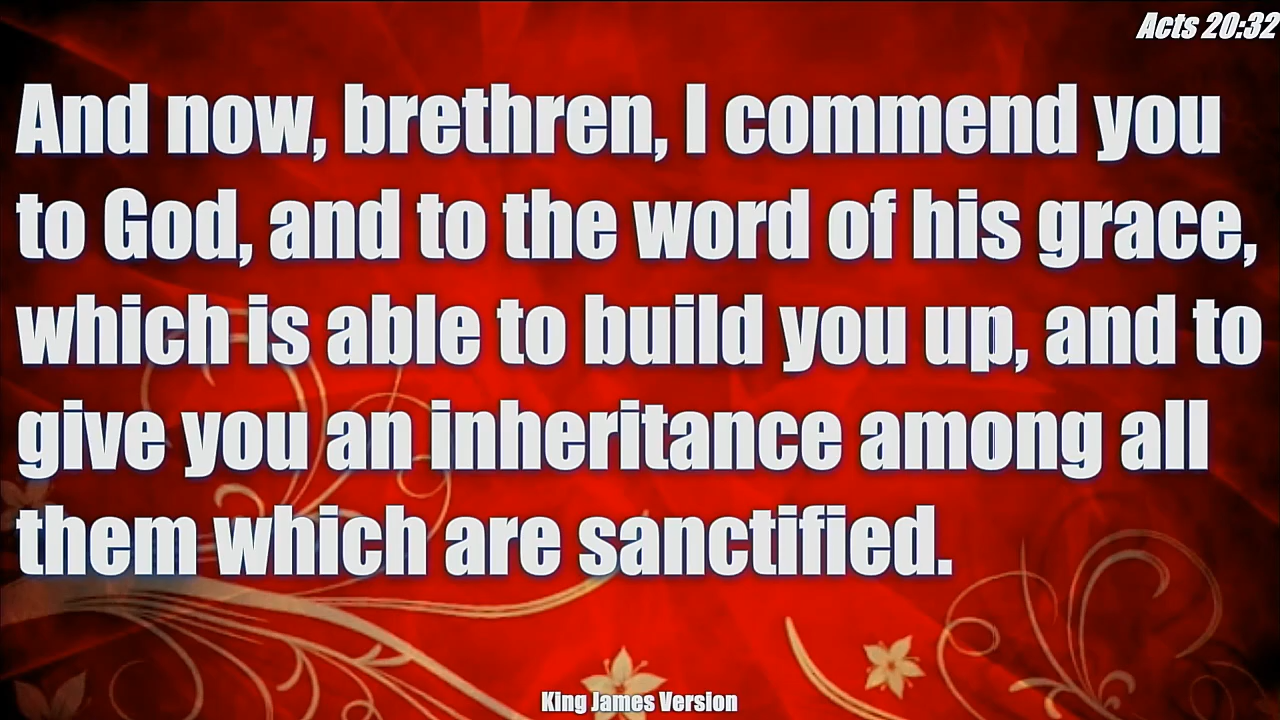 Acts 20:32
And now, brethren, I commend you
to God, and to the word of his grace,
which is able to build you up, and to
give you an inheritance among all
them which are sanctified.
King James Version